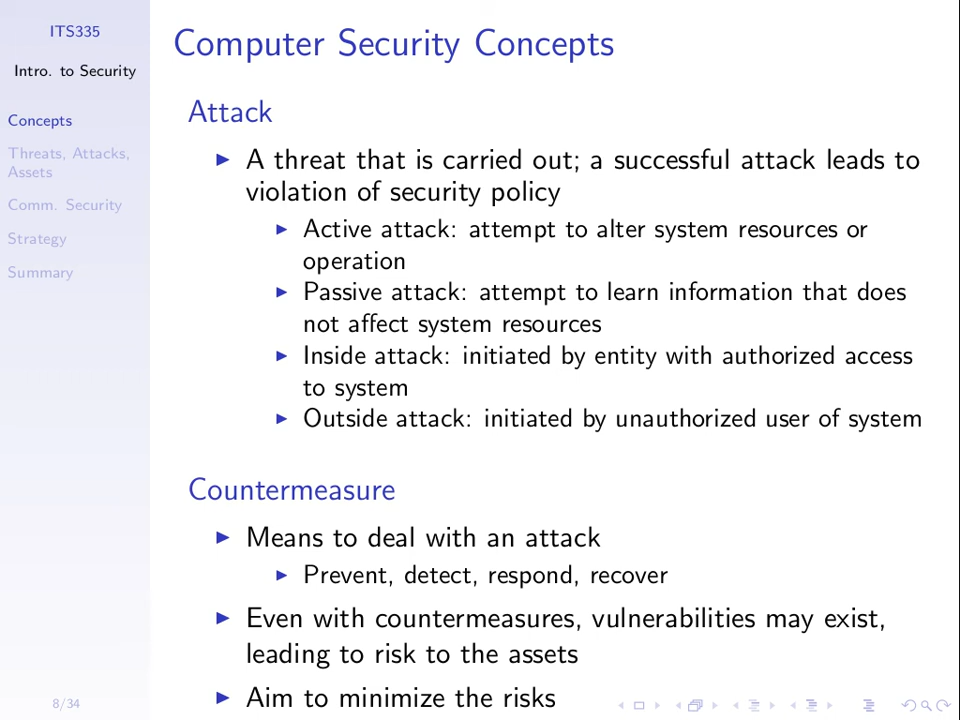 ITS335
Intro. to Security
Concepts
Threats, Attacks,
Assets
Comm. Security
Strategy
Summary
8/34
Computer Security Concepts
Attack
A threat that is carried out; a successful attack leads to
violation of security policy
Active attack: attempt to alter system resources or
operation
Passive attack: attempt to learn information that does
not affect system resources
Inside attack: initiated by entity with authorized access
to system
Outside attack: initiated by unauthorized user of system
Countermeasure
Means to deal with an attack
Prevent, detect, respond, recover
Even with countermeasures, vulnerabilities may exist,
leading to risk to the assets
Aim to minimize the risks